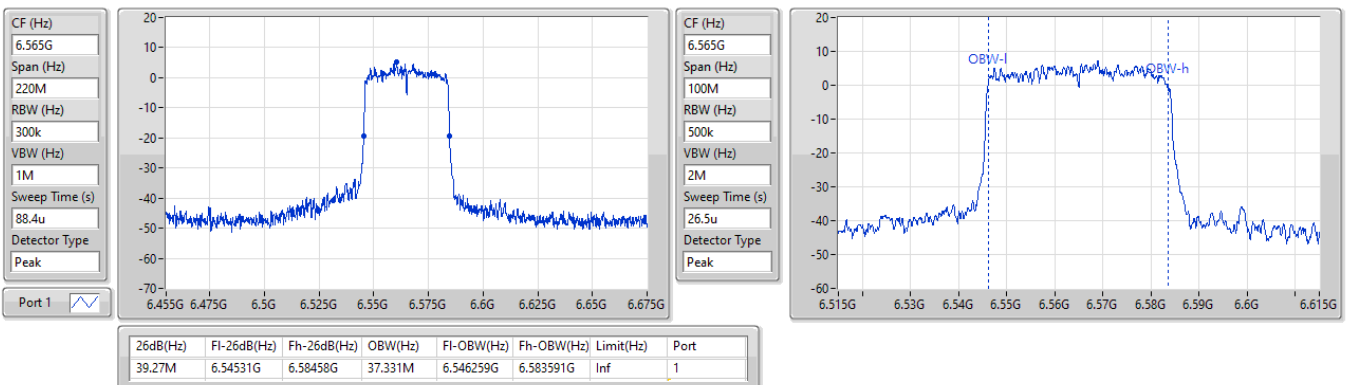 CF (Hz)
6.565G
Span (Hz)
220M
RBW (Hz)
300k
VBW (Hz)
1M
Sweep Time (s)
88.4u
Detector Type
Peak
Port 1
20
10
0
-10
-20
-30
-40
-50
-60
-70
6.455G 6.475G 6.5G 6.525G 6.55G 6.575G 6.6G 6.625G 6.65G 6.675G
CF (Hz)
6.565G
Span (Hz)
100M
RBW (Hz)
500k
VBW (Hz)
2M
Sweep Time (s)
26.5u
Detector Type
Peak
20
10
0
-10
-20
-30
-40
-50
-60
OBW-l
OBW-h
6.515G 6.53G 6.54G 6.55G 6.56G 6.57G 6.58G 6.59G 6.6G 6.615G
26dB(Hz) Fl-26dB(Hz) Fh-26dB(Hz) OBW(Hz) Fl-OBW(Hz) Fh-OBW(Hz) Limit(Hz) Port
39.27M 6.54531G 6.58458G 37.331M 6.546259G 6.583591G Inf 1